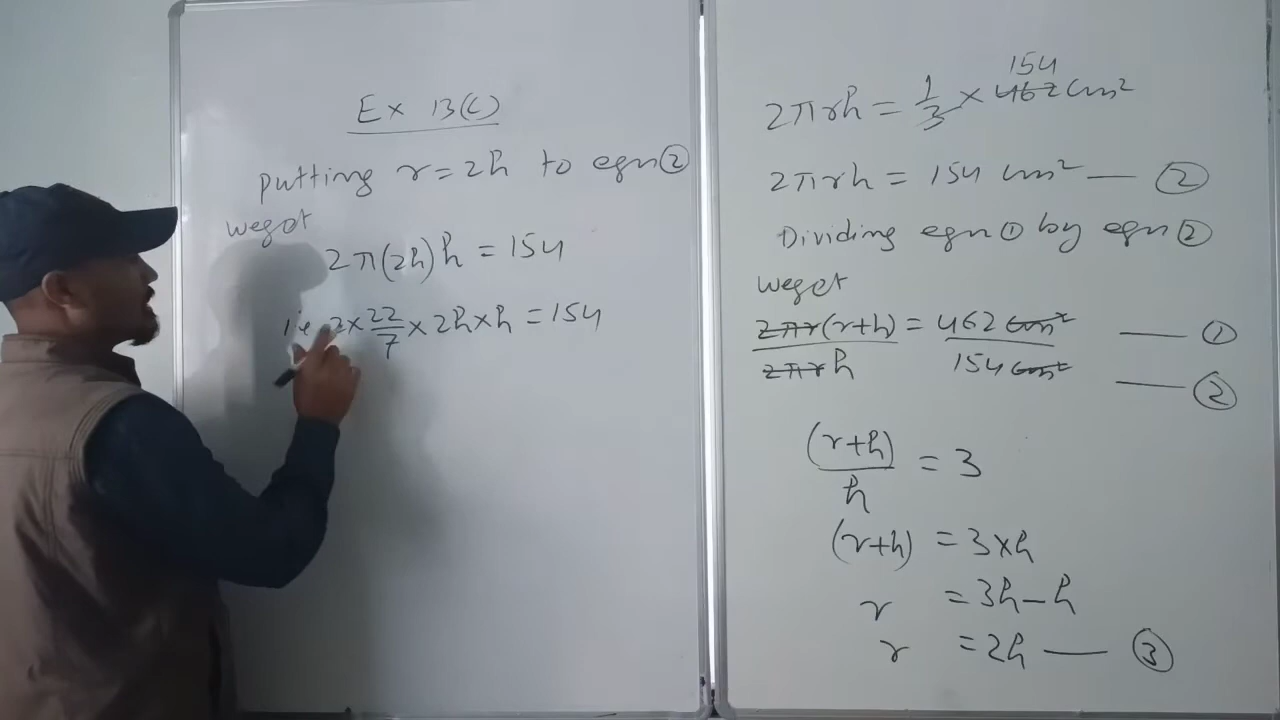 Ex 13(c)
putting r = 2h to eqn ②
we get
2π(2h)h = 154
i.e 2 × 22/7 × 2h × h = 154
154
2πrh = 1/3 × 462 cm²
2πrh = 154 cm² — ②
Dividing eqn ① by eqn ②
we get
2πr(r+h)/2πrh = 462 cm²/154 cm² — ① — ②
(r+h)/h = 3
(r+h) = 3×h
r = 3h − h
r = 2h — ③